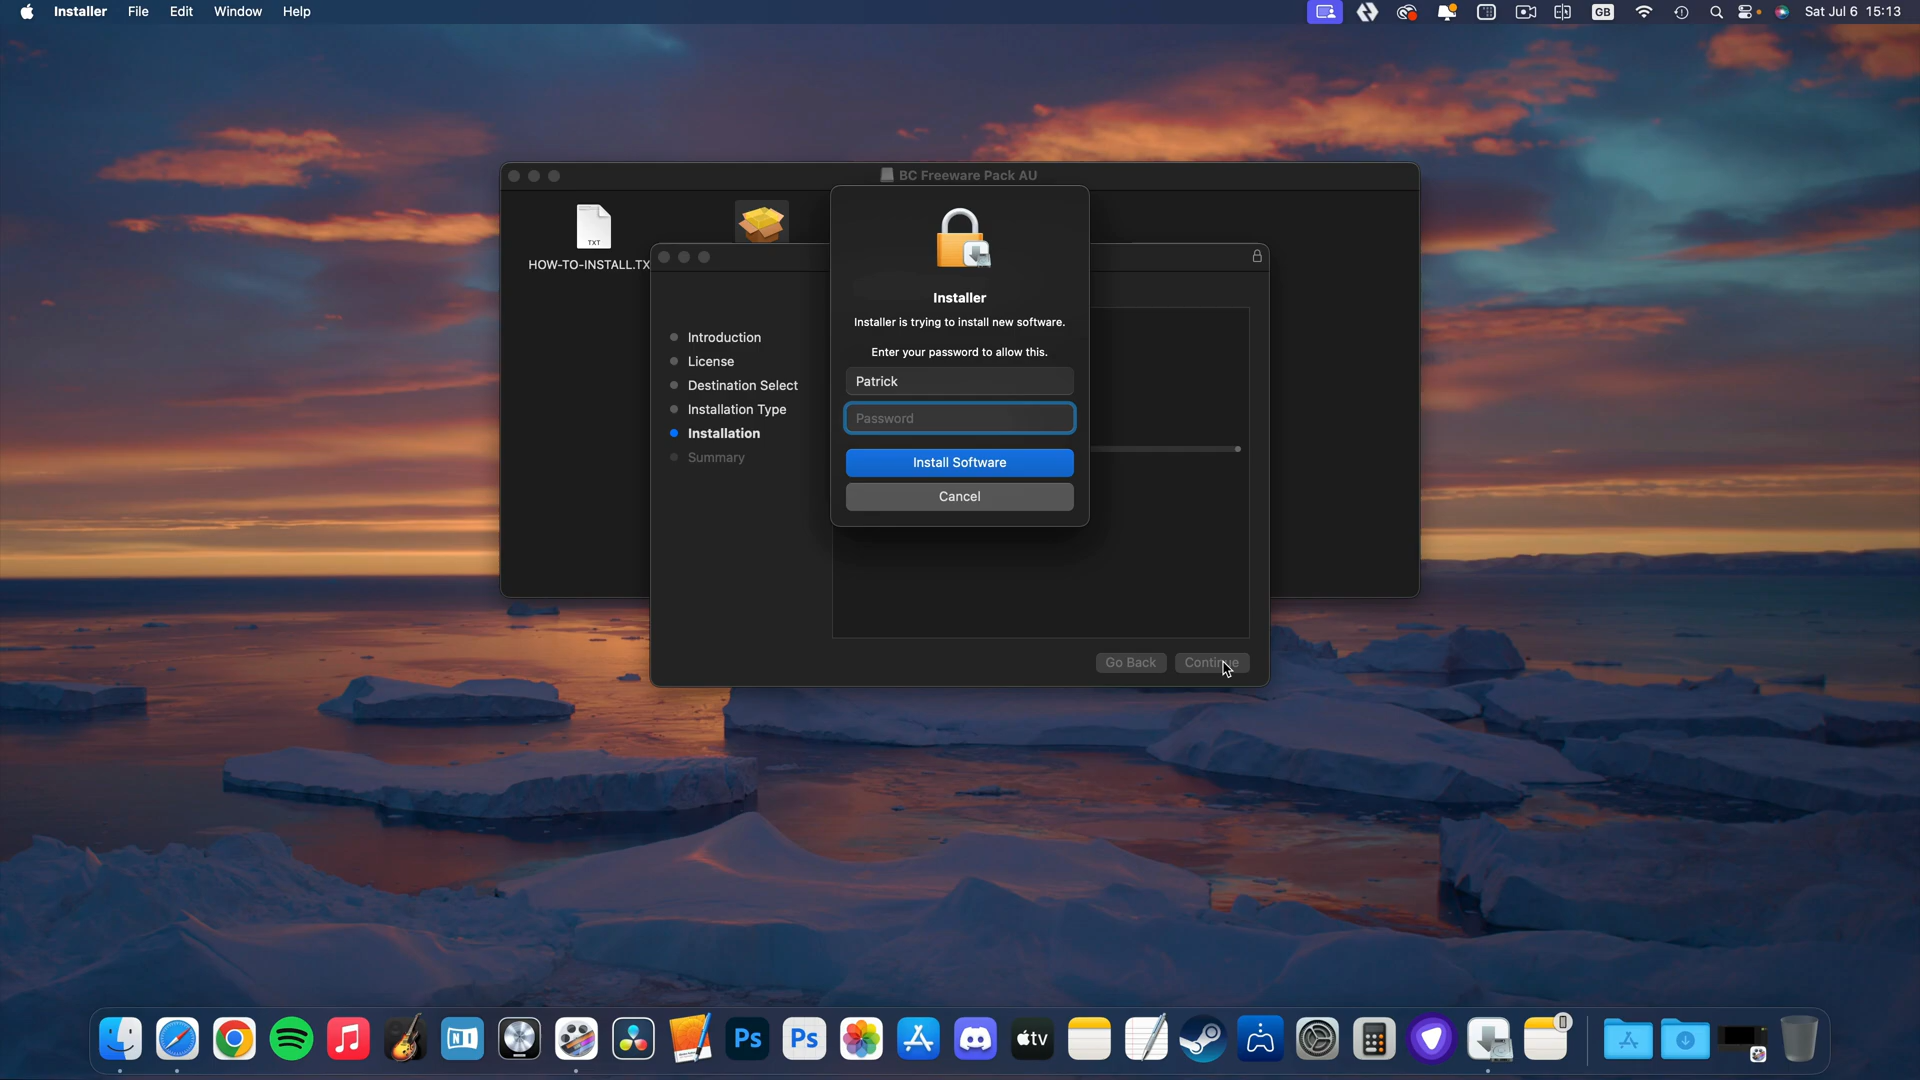 Installer File Edit Window Help
GB
Sat Jul 6 15:13
BC Freeware Pack AU
TXT
HOW-TO-INSTALL.TX
Introduction
License
Destination Select
Installation Type
Installation
Summary
Installer
Installer is trying to install new software.
Enter your password to allow this.
Patrick
Password
Install Software
Cancel
Go Back
Continue
Ps
Ps
tv